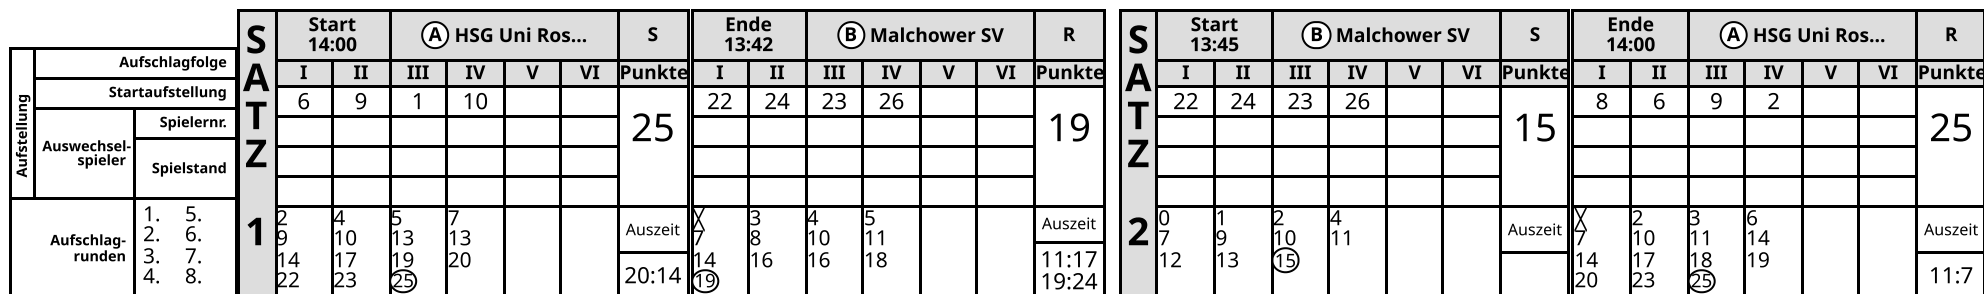 Aufstellung
Aufschlagfolge
Startaufstellung
Auswechsel-
spieler
Spielernr.
Spielstand
Aufschlag-
runden
1. 5.
2. 6.
3. 7.
4. 8.
SATZ 1
Start
14:00
A HSG Uni Ros...
S
Ende
13:42
B Malchower SV
R
I II III IV V VI Punkte I II III IV V VI Punkte
6 9 1 10 25 22 24 23 26 19
2 4 5 7 Auszeit X 3 4 5 Auszeit
9 10 13 13 7 8 10 11
14 17 19 20 20:14 14 16 16 18 11:17
22 23 25 19 19:24
SATZ 2
Start
13:45
B Malchower SV
S
Ende
14:00
A HSG Uni Ros...
R
I II III IV V VI Punkte I II III IV V VI Punkte
22 24 23 26 15 8 6 9 2 25
0 1 2 4 Auszeit X 2 3 6 Auszeit
7 9 10 11 7 10 11 14
12 13 15 14 17 18 19 11:7
20 23 25